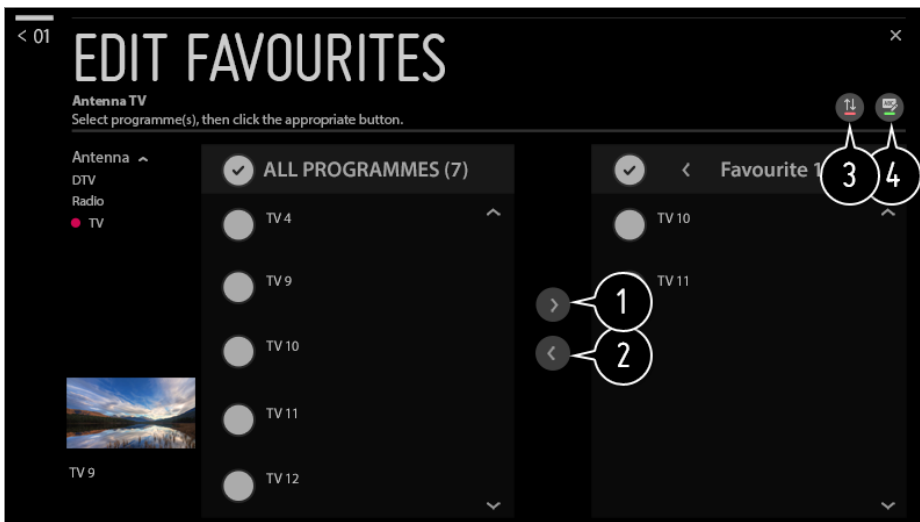 < 01
EDIT FAVOURITES
Antenna TV
Select programme(s), then click the appropriate button.
3
4
Antenna
DTV
Radio
TV
ALL PROGRAMMES (7)
TV 4
TV 9
TV 10
TV 11
TV 12
1
2
Favourite 1
TV 10
TV 11
TV 9